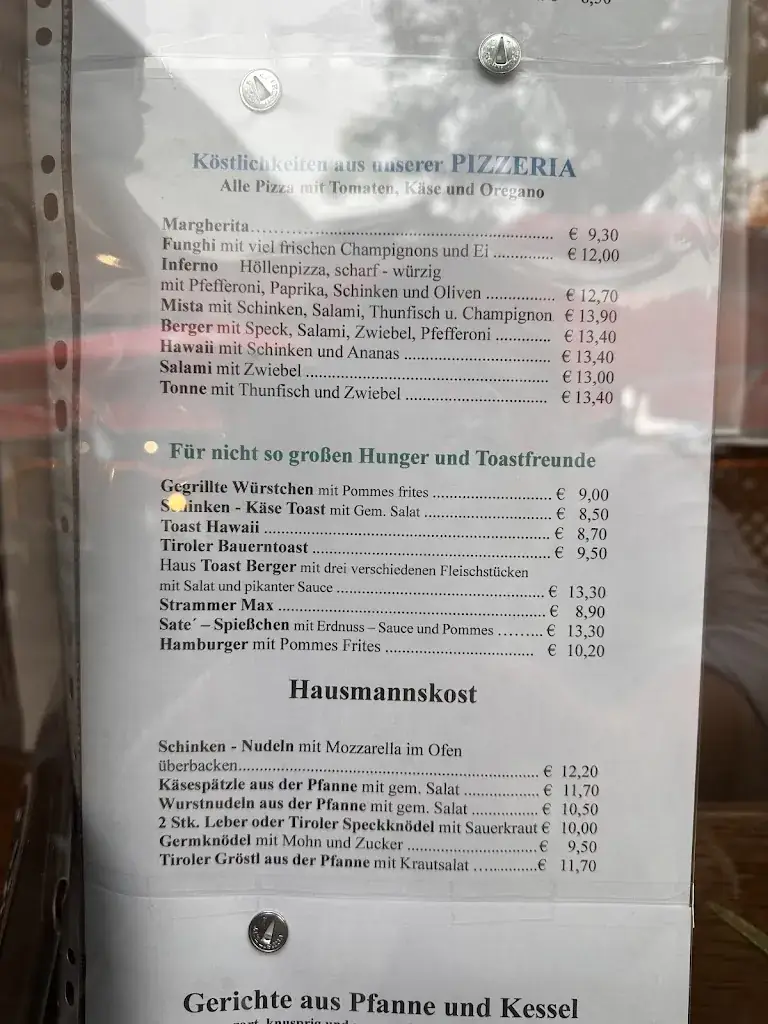 Köstlichkeiten aus unserer PIZZERIA
Alle Pizza mit Tomaten, Käse und Oregano
Margherita.................................................................. € 9,30
Funghi mit viel frischen Champignons und Ei .............. € 12,00
Inferno Höllenpizza, scharf - würzig
mit Pfefferoni, Paprika, Schinken und Oliven ................ € 12,70
Mista mit Schinken, Salami, Thunfisch u. Champignon € 13,90
Berger mit Speck, Salami, Zwiebel, Pfefferoni ............. € 13,40
Hawaii mit Schinken und Ananas ................................... € 13,40
Salami mit Zwiebel .......................................................... € 13,00
Tonne mit Thunfisch und Zwiebel .................................. € 13,40
Für nicht so großen Hunger und Toastfreunde
Gegrillte Würstchen mit Pommes frites ............................ € 9,00
Schinken - Käse Toast mit Gem. Salat .............................. € 8,50
Toast Hawaii .................................................................... € 8,70
Tiroler Bauerntoast ......................................................... € 9,50
Haus Toast Berger mit drei verschiedenen Fleischstücken
mit Salat und pikanter Sauce ................................................. € 13,30
Strammer Max ................................................................ € 8,90
Sate´ – Spießchen mit Erdnuss – Sauce und Pommes ......... € 13,30
Hamburger mit Pommes Frites .................................... € 10,20
Hausmannskost
Schinken - Nudeln mit Mozzarella im Ofen
überbacken....................................................................... € 12,20
Käsespätzle aus der Pfanne mit gem. Salat .................. € 11,70
Wurstnudeln aus der Pfanne mit gem. Salat ................ € 10,50
2 Stk. Leber oder Tiroler Speckknödel mit Sauerkraut € 10,00
Germknödel mit Mohn und Zucker ...............................€ 9,50
Tiroler Gröstl aus der Pfanne mit Krautsalat ...............€ 11,70
Gerichte aus Pfanne und Kessel